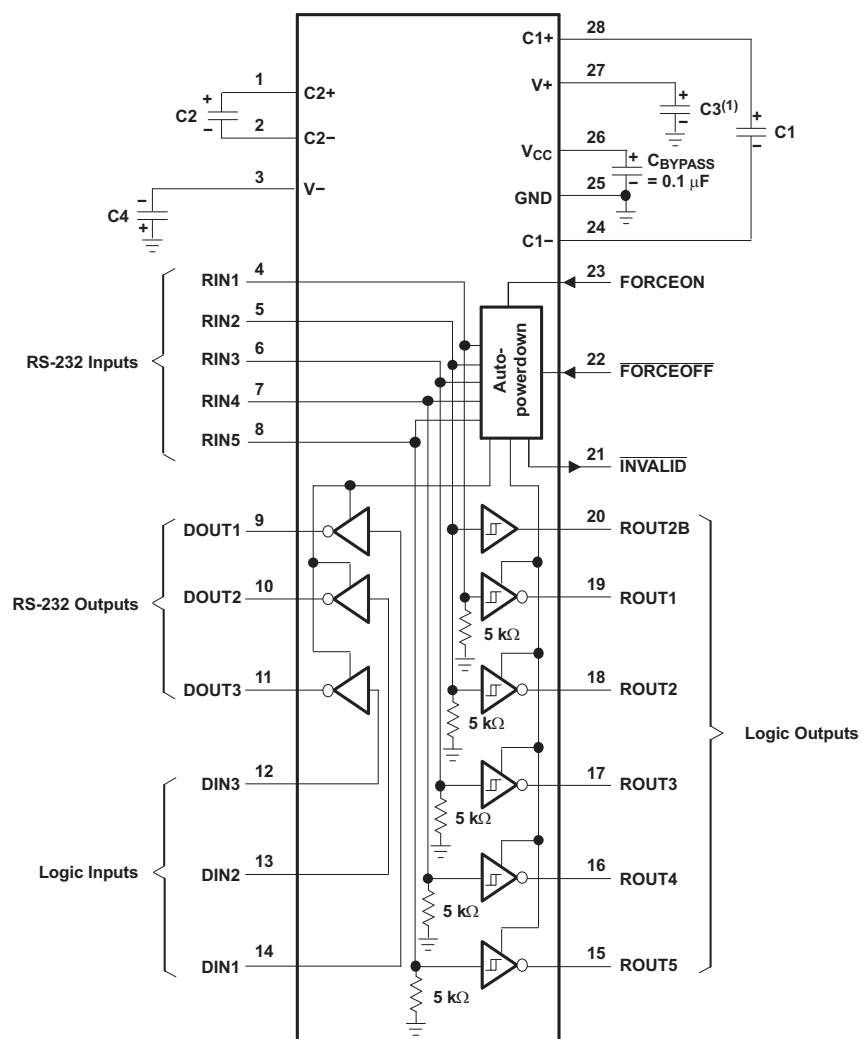 C1+ 28
1 C2+
+ C2 −
2 C2−
V+ 27
+ C3(1) −
+ C1 −
VCC 26
+ CBYPASS
− = 0.1 μF
GND 25
3 V−
− C4 +
C1− 24
RS-232 Inputs
RIN1 4
RIN2 5
RIN3 6
RIN4 7
RIN5 8
Auto-
powerdown
23 FORCEON
22 FORCEOFF
21 INVALID
RS-232 Outputs
DOUT1 9
DOUT2 10
DOUT3 11
Logic Inputs
DIN3 12
DIN2 13
DIN1 14
20 ROUT2B
19 ROUT1
5 kΩ
18 ROUT2
5 kΩ
17 ROUT3
5 kΩ
16 ROUT4
5 kΩ
15 ROUT5
5 kΩ
Logic Outputs